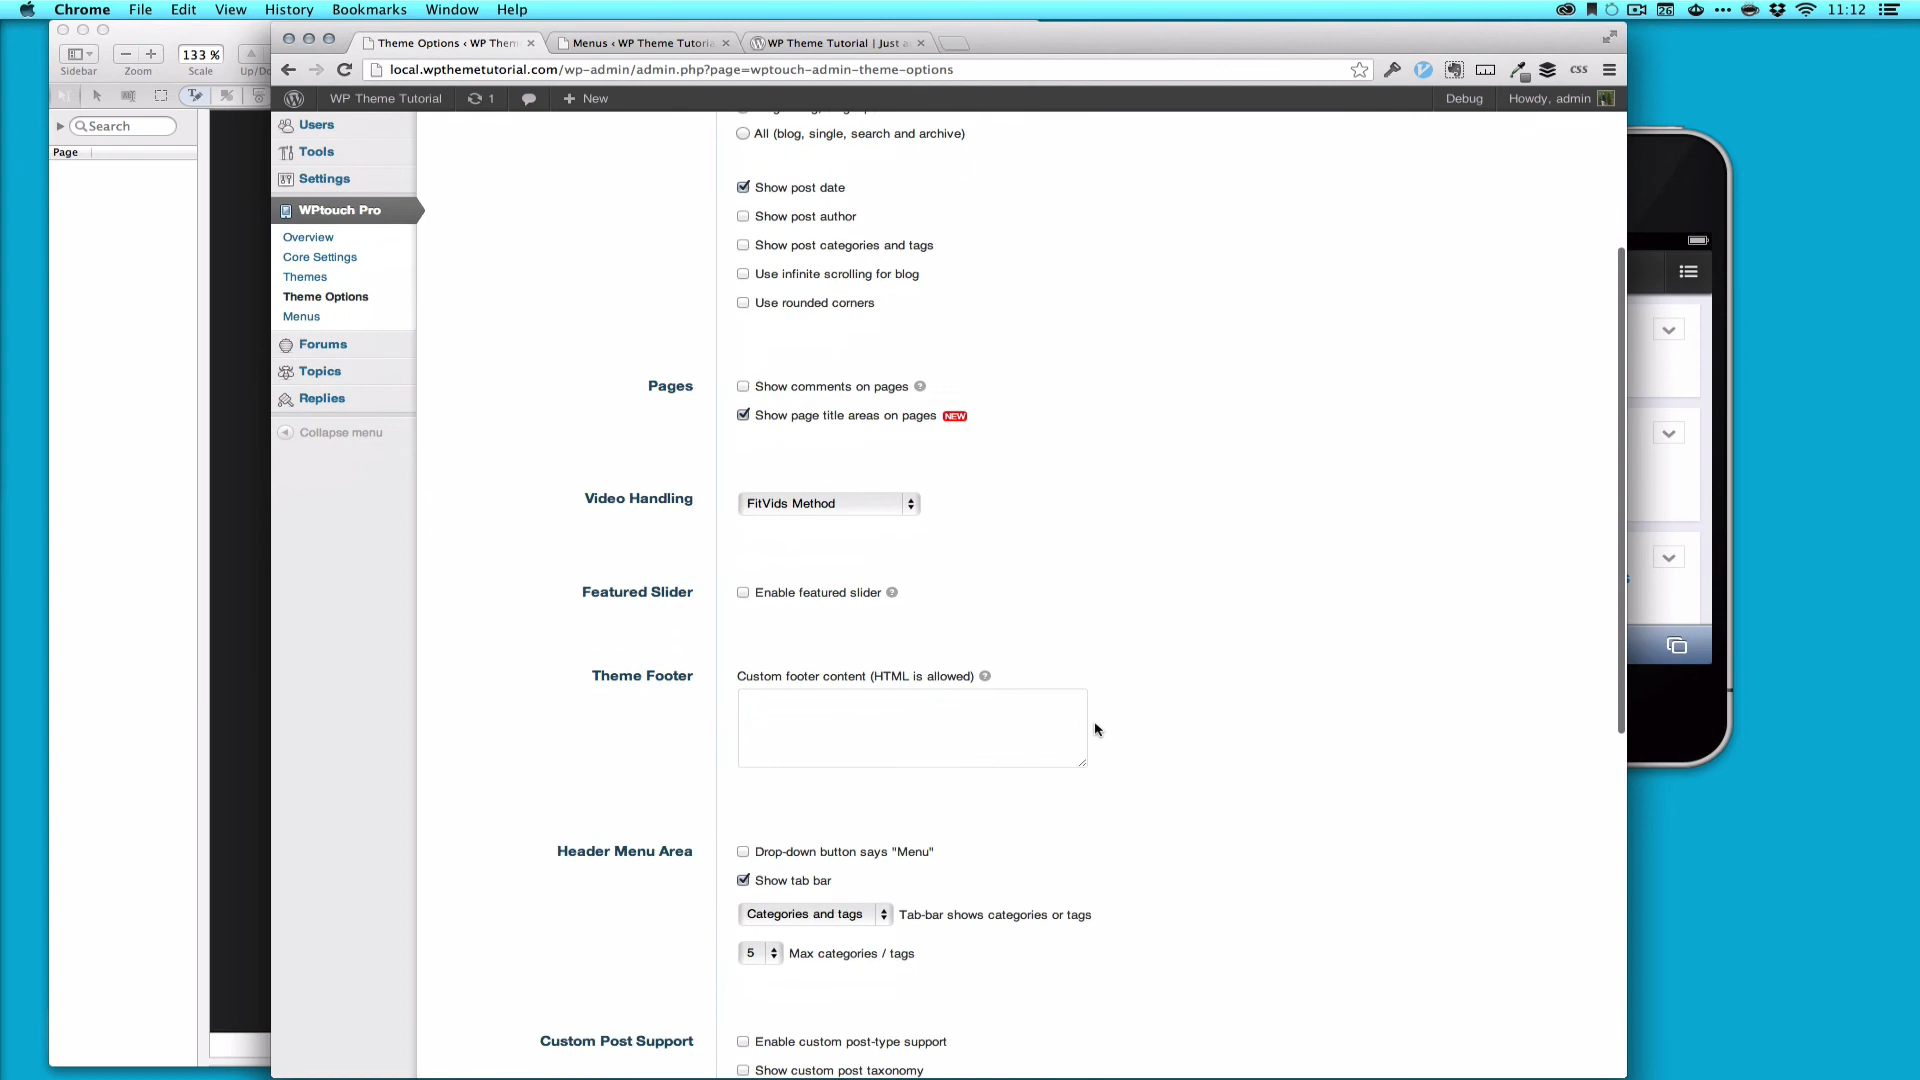 Chrome File Edit View History Bookmarks Window Help 26 11:12
133 %
Sidebar Zoom Scale
Search
Page
Theme Options ‹ WP Them
Menus ‹ WP Theme Tutoria
WP Theme Tutorial | Just a
local.wpthemetutorial.com/wp-admin/admin.php?page=wptouch-admin-theme-options
css
WP Theme Tutorial 1 New Debug Howdy, admin
Users
Tools
Settings
WPtouch Pro
Overview
Core Settings
Themes
Theme Options
Menus
Forums
Topics
Replies
Collapse menu
All (blog, single, search and archive)
Show post date
Show post author
Show post categories and tags
Use infinite scrolling for blog
Use rounded corners
Pages
Show comments on pages ?
Show page title areas on pages NEW
Video Handling
FitVids Method
Featured Slider
Enable featured slider ?
Theme Footer
Custom footer content (HTML is allowed) ?
Header Menu Area
Drop-down button says "Menu"
Show tab bar
Categories and tags Tab-bar shows categories or tags
5 Max categories / tags
Custom Post Support
Enable custom post-type support
Show custom post taxonomy